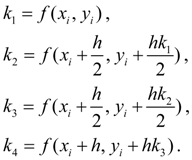 k₁ = f(xᵢ, yᵢ),
k₂ = f(xᵢ + h/2, yᵢ + hk₁/2),
k₃ = f(xᵢ + h/2, yᵢ + hk₂/2),
k₄ = f(xᵢ + h, yᵢ + hk₃).